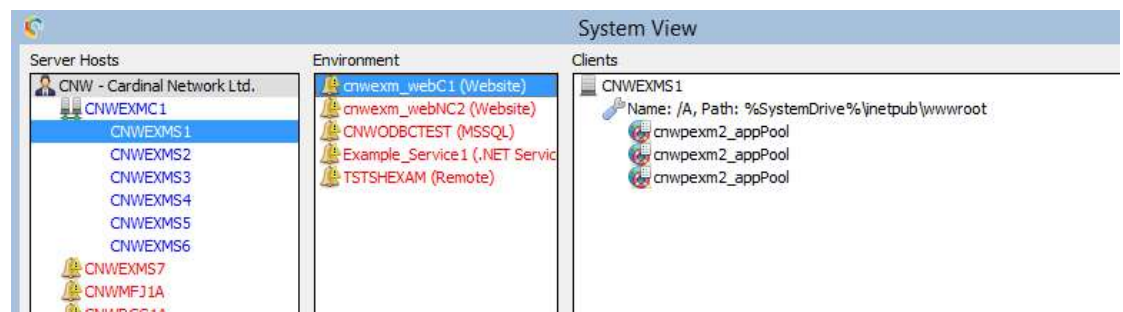 System View
Server Hosts
CNW - Cardinal Network Ltd.
CNWEXMC1
CNWEXMS1
CNWEXMS2
CNWEXMS3
CNWEXMS4
CNWEXMS5
CNWEXMS6
CNWEXMS7
CNWMFJ1A
Environment
cnwexm_webC1 (Website)
cnwexm_webNC2 (Website)
CNWODBCTEST (MSSQL)
Example_Service1 (.NET Servic
TSTSHEXAM (Remote)
Clients
CNWEXMS1
Name: /A, Path: %SystemDrive%\inetpub\wwwroot
cnwpexm2_appPool
cnwpexm2_appPool
cnwpexm2_appPool